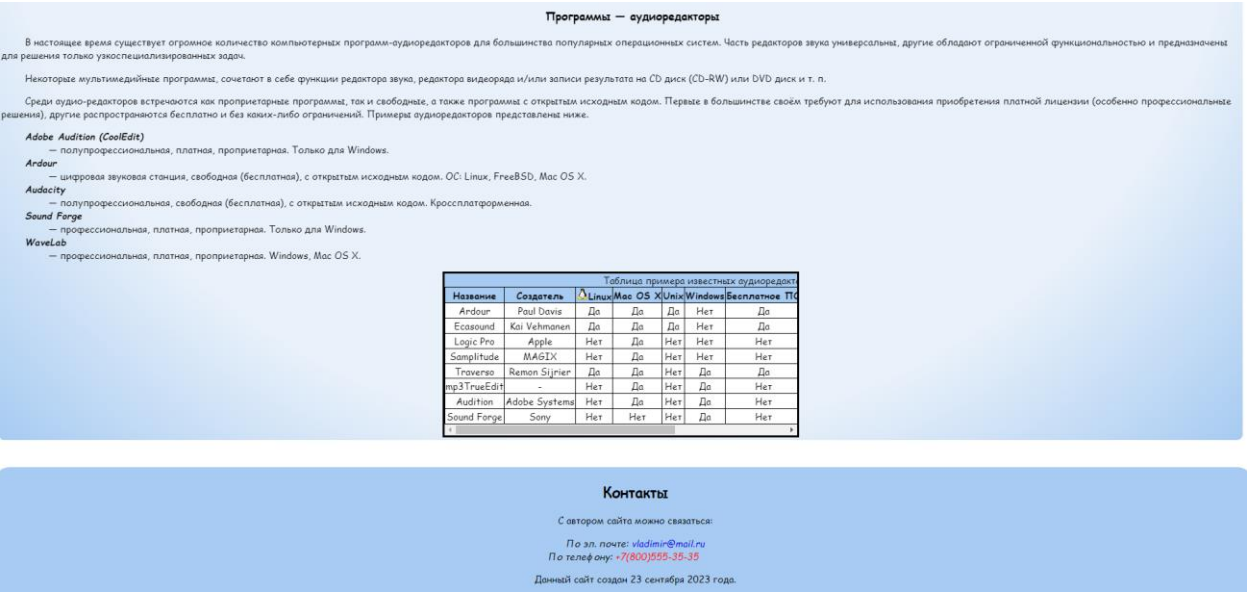 Программы — аудиоредакторы
В настоящее время существует огромное количество компьютерных программ-аудиоредакторов для большинства популярных операционных систем. Часть редакторов звука универсальны, другие обладают ограниченной функциональностью и предназначены
для решения только узкоспециализированных задач.
Некоторые мультимедийные программы, сочетают в себе функции редактора звука, редактора видеоряда и/или записи результата на CD диск (CD-RW) или DVD диск и т. п.
Среди аудио-редакторов встречаются как проприетарные программы, так и свободные, а также программы с открытым исходным кодом. Первые в большинстве своём требуют для использования приобретения платной лицензии (особенно профессиональные
решения), другие распространяются бесплатно и без каких-либо ограничений. Примеры аудиоредакторов представлены ниже.
Adobe Audition (CoolEdit)
— полупрофессиональная, платная, проприетарная. Только для Windows.
Ardour
— цифровая звуковая станция, свободная (бесплатная), с открытым исходным кодом. ОС: Linux, FreeBSD, Mac OS X.
Audacity
— полупрофессиональная, свободная (бесплатная), с открытым исходным кодом. Кроссплатформенная.
Sound Forge
— профессиональная, платная, проприетарная. Только для Windows.
WaveLab
— профессиональная, платная, проприетарная. Windows, Mac OS X.
Таблица примера известных аудиоредакт
Название Создатель Linux Mac OS X Unix Windows Бесплатное ПО
Ardour Paul Davis Да Да Да Нет Да
Ecasound Kai Vehmanen Да Да Да Нет Да
Logic Pro Apple Нет Да Нет Нет Нет
Samplitude MAGIX Нет Да Нет Нет Нет
Traverso Remon Sijrier Да Да Нет Да Да
mp3TrueEdit - Нет Да Нет Да Нет
Audition Adobe Systems Нет Да Нет Да Нет
Sound Forge Sony Нет Нет Нет Да Нет
Контакты
С автором сайта можно связаться:
По эл. почте: vladimir@mail.ru
По телефону: +7(800)555-35-35
Данный сайт создан 23 сентября 2023 года.